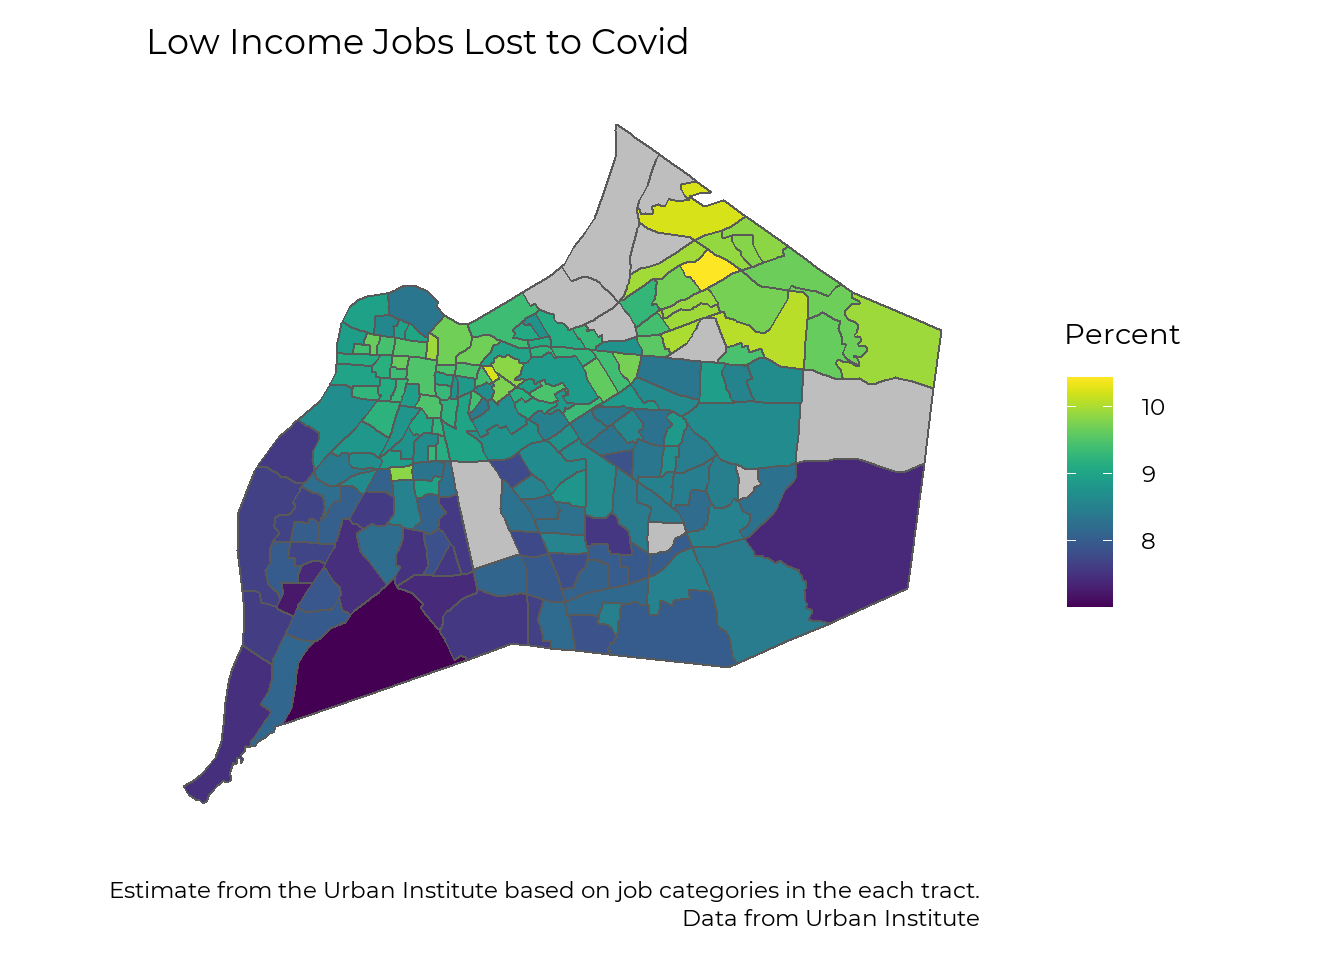 Low Income Jobs Lost to Covid
Percent
10
9
8
Estimate from the Urban Institute based on job categories in the each tract.
Data from Urban Institute